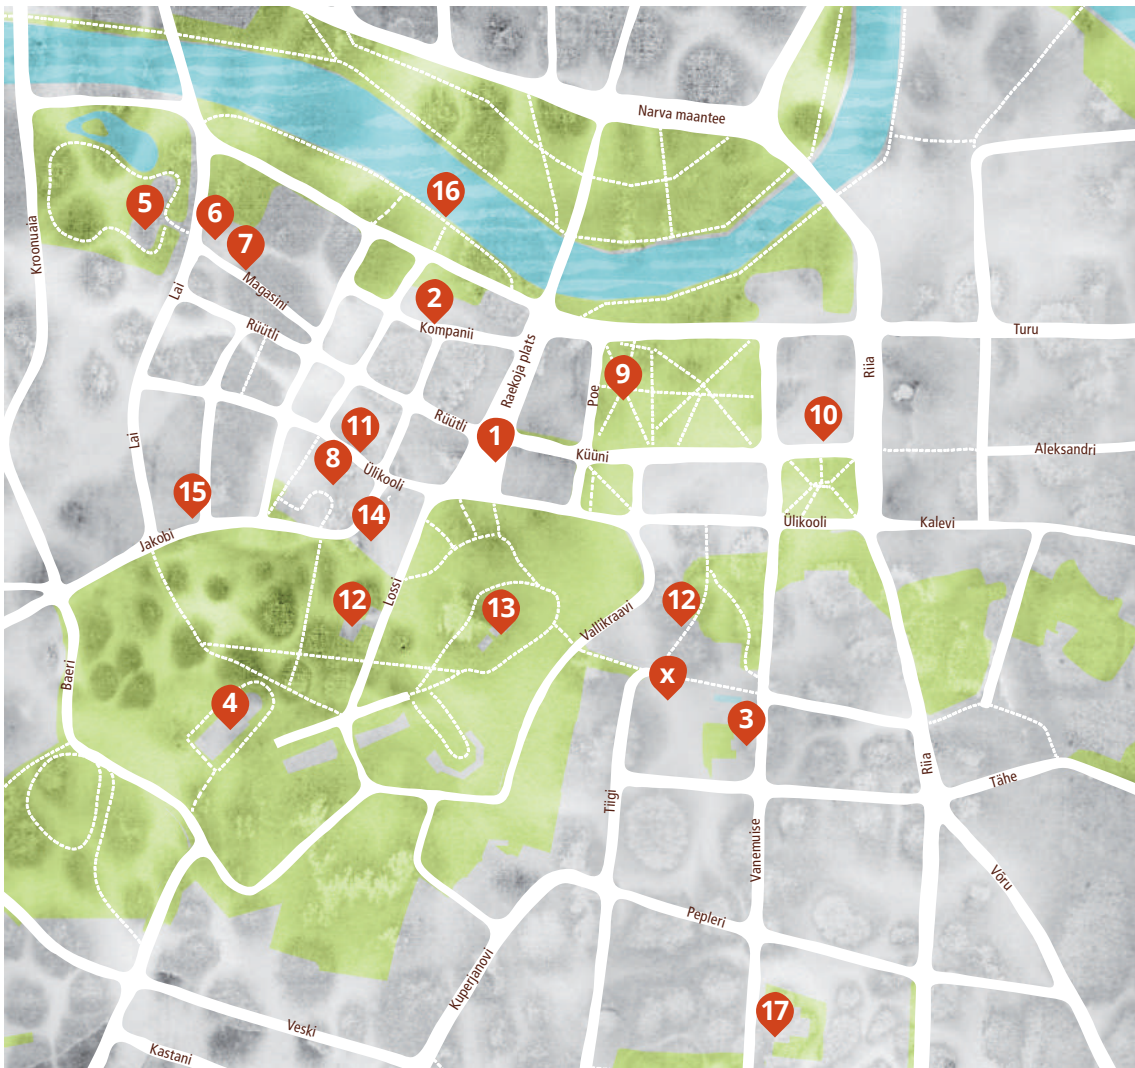 Narva maantee
16
5
6
7
Kroonuaia
Lai
Magasini
2
Rüütli
Kompanii
Turu
Raekoja plats
Riia
9
Poe
10
11
Rüütli
1
Lai
8
Küüni
Aleksandri
Ülikooli
15
14
Ülikooli
Kalevi
Jakobi
Lossi
12
13
12
Vallikraavi
Baeri
x
4
3
Riia
Tähe
Tiigi
Vanemuise
Võru
Pepleri
Kuperjanovi
17
Veski
Kastani